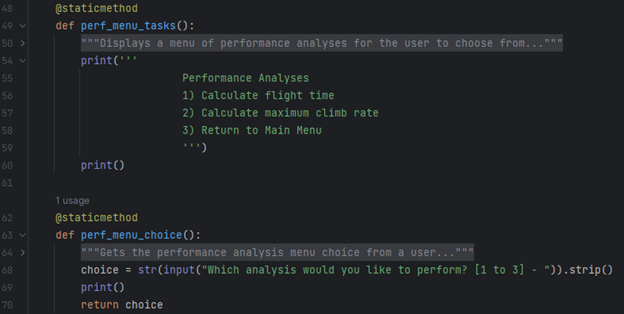 48 @staticmethod
49 def perf_menu_tasks():
50 """Displays a menu of performance analyses for the user to choose from..."""
54 print('''
55 Performance Analyses
56 1) Calculate flight time
57 2) Calculate maximum climb rate
58 3) Return to Main Menu
59 ''')
60 print()
61
1 usage
62 @staticmethod
63 def perf_menu_choice():
64 """Gets the performance analysis menu choice from a user..."""
68 choice = str(input("Which analysis would you like to perform? [1 to 3] - ")).strip()
69 print()
70 return choice